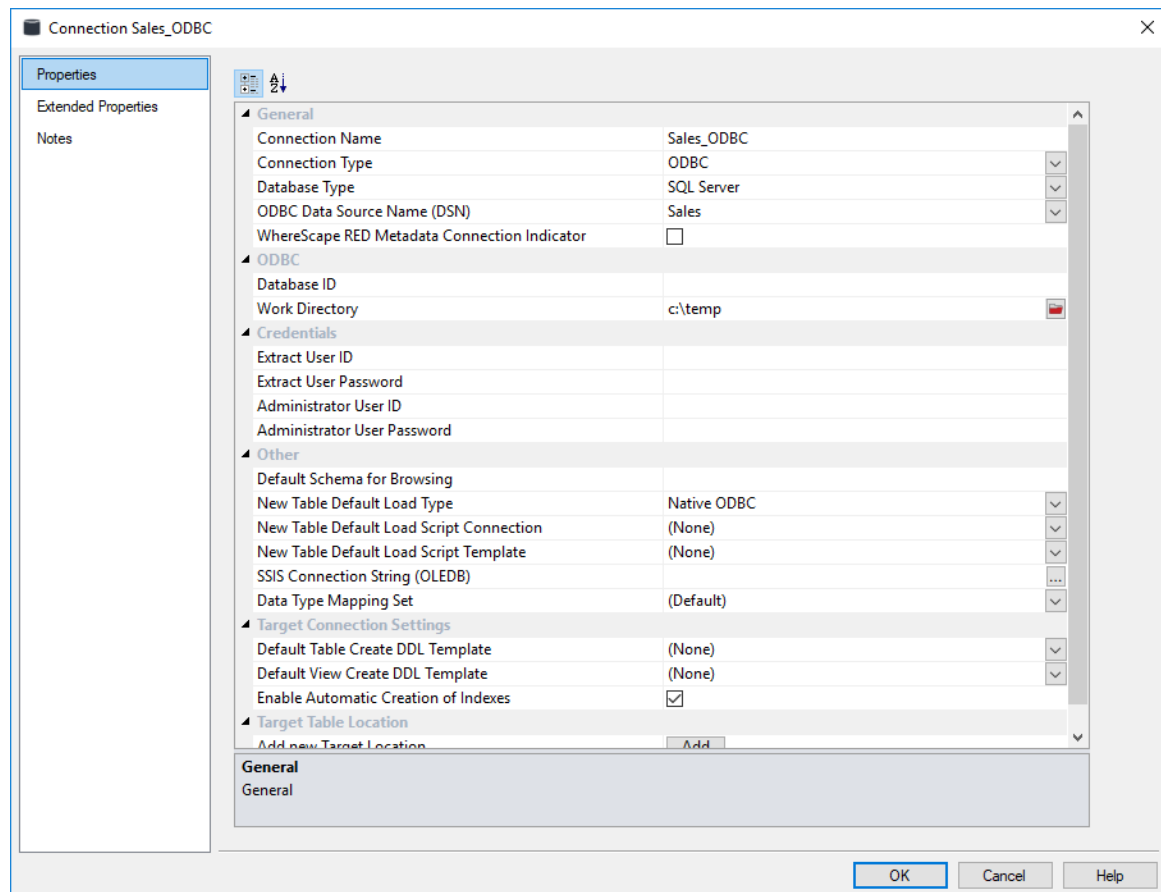 Connection Sales_ODBC
Properties
Extended Properties
Notes
General
Connection Name Sales_ODBC
Connection Type ODBC
Database Type SQL Server
ODBC Data Source Name (DSN) Sales
WhereScape RED Metadata Connection Indicator
ODBC
Database ID
Work Directory c:\temp
Credentials
Extract User ID
Extract User Password
Administrator User ID
Administrator User Password
Other
Default Schema for Browsing
New Table Default Load Type Native ODBC
New Table Default Load Script Connection (None)
New Table Default Load Script Template (None)
SSIS Connection String (OLEDB) ...
Data Type Mapping Set (Default)
Target Connection Settings
Default Table Create DDL Template (None)
Default View Create DDL Template (None)
Enable Automatic Creation of Indexes
Target Table Location
Add new Target Location Add
General
General
OK Cancel Help